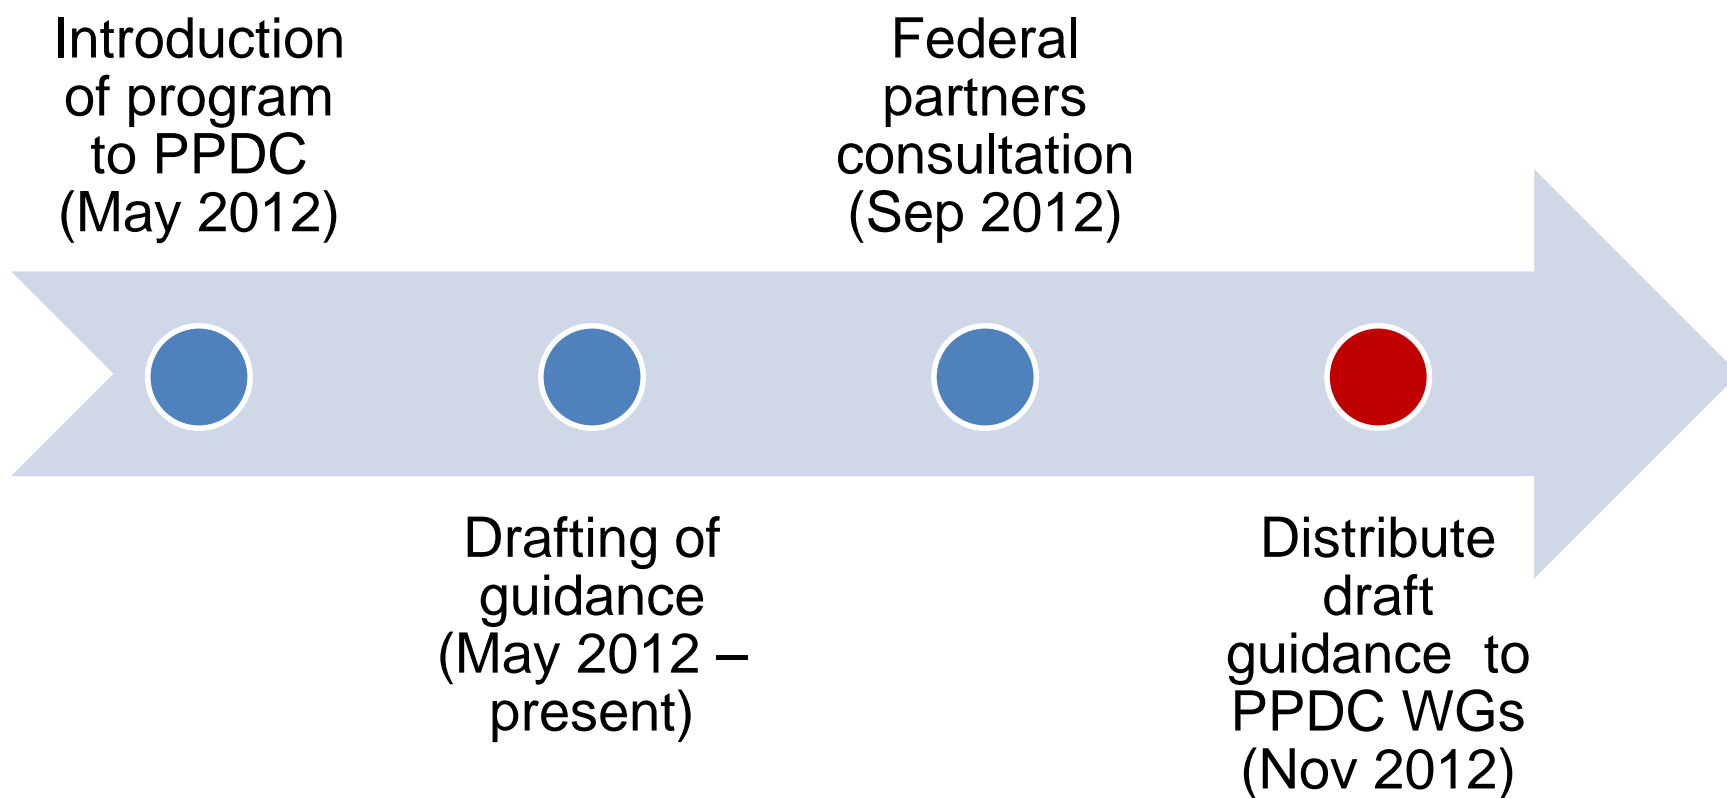 Introduction
of program
to PPDC
(May 2012)
Drafting of
guidance
(May 2012 –
present)
Federal
partners
consultation
(Sep 2012)
Distribute
draft
guidance  to
PPDC WGs
(Nov 2012)